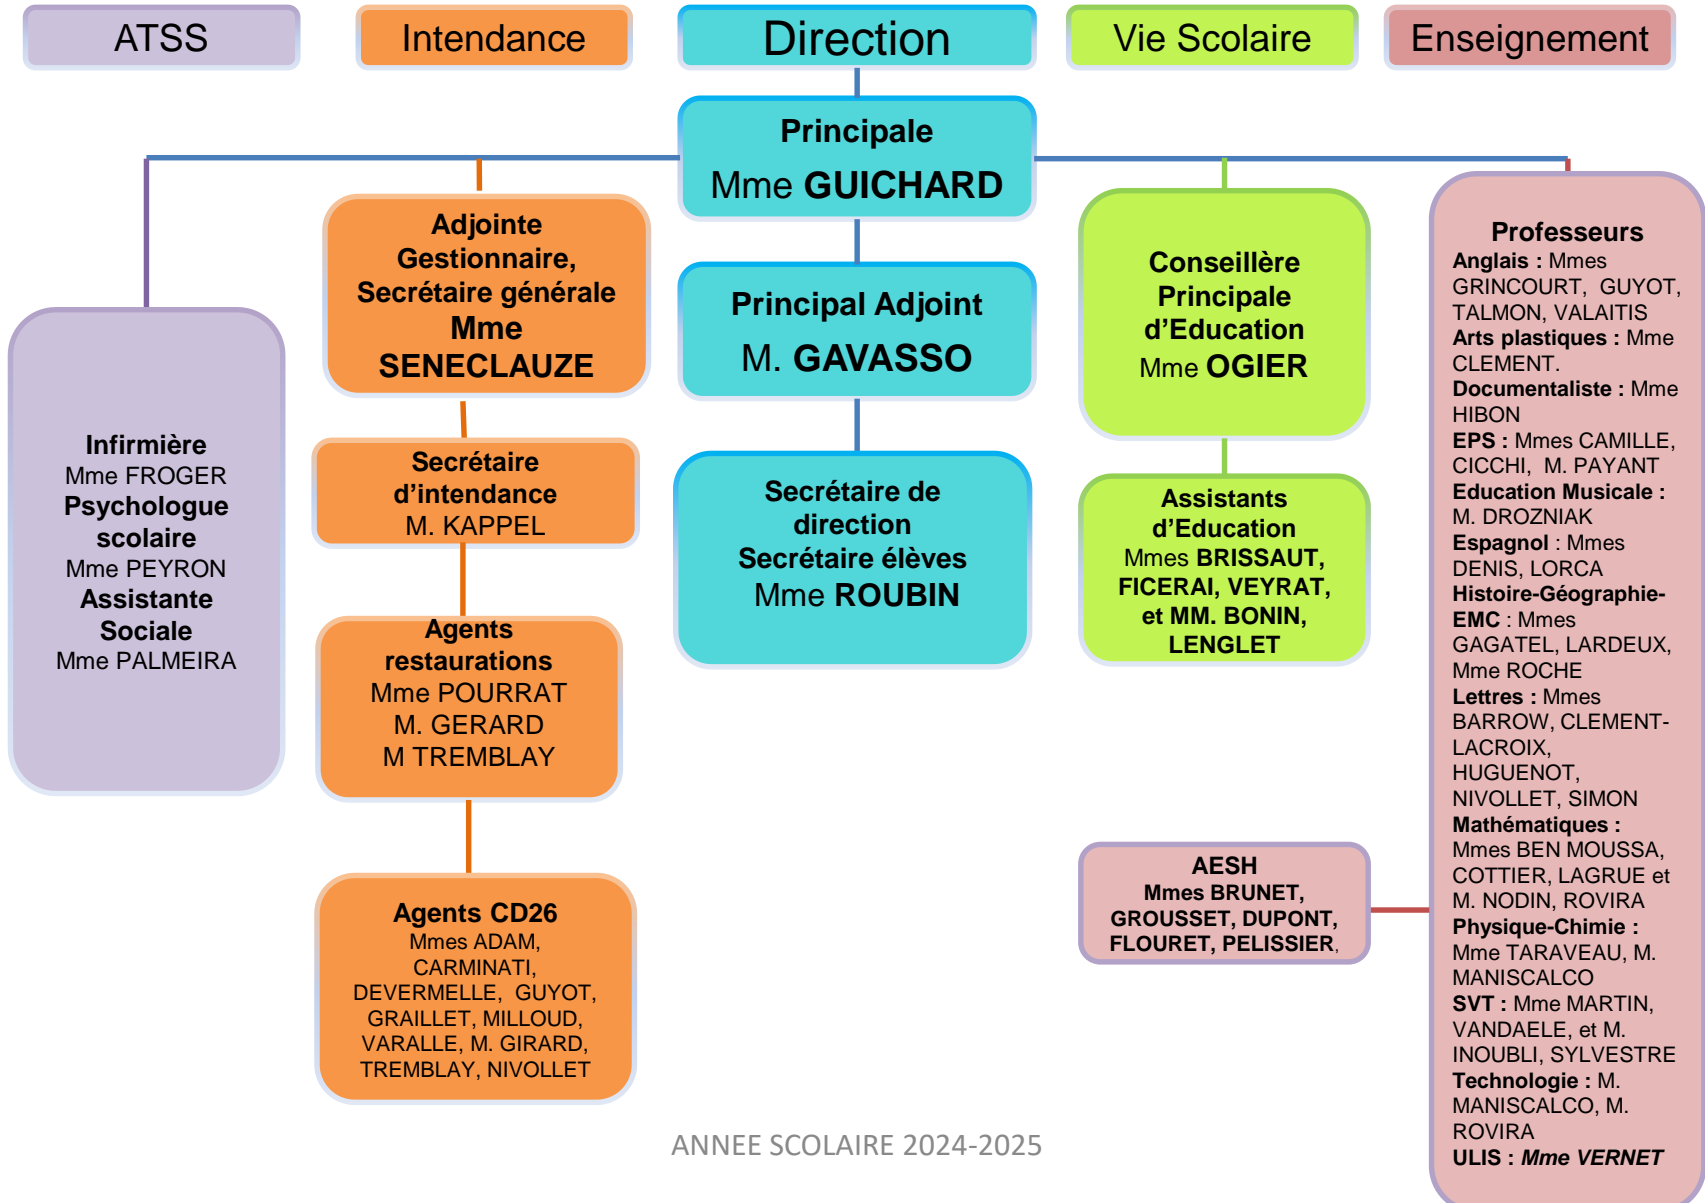 ATSS
Intendance
Direction
Vie Scolaire
Enseignement
Principale
Mme GUICHARD
Adjointe
Gestionnaire,
Secrétaire générale
Mme
SENECLAUZE
Principal Adjoint
M. GAVASSO
Conseillère
Principale
d’Education
Mme OGIER
Infirmière
Mme FROGER
Psychologue
scolaire
Mme PEYRON
Assistante
Sociale
Mme PALMEIRA
Secrétaire
d’intendance
M. KAPPEL
Secrétaire de
direction
Secrétaire élèves
Mme ROUBIN
Assistants
d’Education
Mmes BRISSAUT,
FICERAI, VEYRAT,
et MM. BONIN,
LENGLET
Agents
restaurations
Mme POURRAT
M. GERARD
M TREMBLAY
Agents CD26
Mmes ADAM,
CARMINATI,
DEVERMELLE, GUYOT,
GRAILLET, MILLOUD,
VARALLE, M. GIRARD,
TREMBLAY, NIVOLLET
AESH
Mmes BRUNET,
GROUSSET, DUPONT,
FLOURET, PELISSIER,
Professeurs
Anglais : Mmes
GRINCOURT, GUYOT,
TALMON, VALAITIS
Arts plastiques : Mme
CLEMENT.
Documentaliste : Mme
HIBON
EPS : Mmes CAMILLE,
CICCHI, M. PAYANT
Education Musicale :
M. DROZNIAK
Espagnol : Mmes
DENIS, LORCA
Histoire-Géographie-
EMC : Mmes
GAGATEL, LARDEUX,
Mme ROCHE
Lettres : Mmes
BARROW, CLEMENT-
LACROIX,
HUGUENOT,
NIVOLLET, SIMON
Mathématiques :
Mmes BEN MOUSSA,
COTTIER, LAGRUE et
M. NODIN, ROVIRA
Physique-Chimie :
Mme TARAVEAU, M.
MANISCALCO
SVT : Mme MARTIN,
VANDAELE, et M.
INOUBLI, SYLVESTRE
Technologie : M.
MANISCALCO, M.
ROVIRA
ULIS : Mme VERNET
ANNEE SCOLAIRE 2024-2025